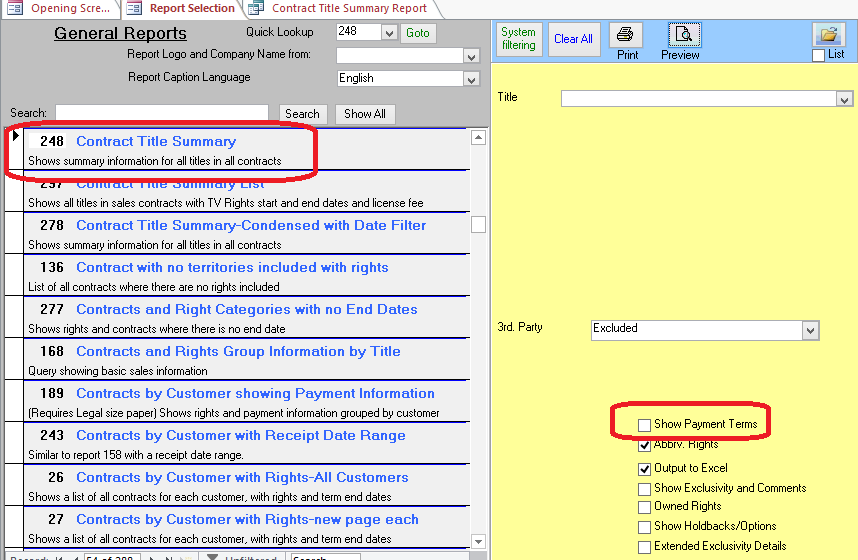 Opening Scre...
Report Selection
Contract Title Summary Report
General Reports
Quick Lookup
248
Goto
Report Logo and Company Name from:
Report Caption Language
English
Search:
Search
Show All
248 Contract Title Summary
Shows summary information for all titles in all contracts
297 Contract Title Summary List
Shows all titles in sales contracts with TV Rights start and end dates and license fee
278 Contract Title Summary-Condensed with Date Filter
Shows summary information for all titles in all contracts
136 Contract with no territories included with rights
List of all contracts where there are no rights included
277 Contracts and Right Categories with no End Dates
Shows rights and contracts where there is no end date
168 Contracts and Rights Group Information by Title
Query showing basic sales information
189 Contracts by Customer showing Payment Information
(Requires Legal size paper) Shows rights and payment information grouped by customer
243 Contracts by Customer with Receipt Date Range
Similar to report 158 with a receipt date range.
26 Contracts by Customer with Rights-All Customers
Shows a list of all contracts for each customer, with rights and term end dates
27 Contracts by Customer with Rights-new page each
Shows a list of all contracts for each customer, with rights and term end dates
Unfiltered
Search
System filtering
Clear All
Print
Preview
List
Title
3rd. Party
Excluded
Show Payment Terms
Abbrv. Rights
Output to Excel
Show Exclusivity and Comments
Owned Rights
Show Holdbacks/Options
Extended Exclusivity Details